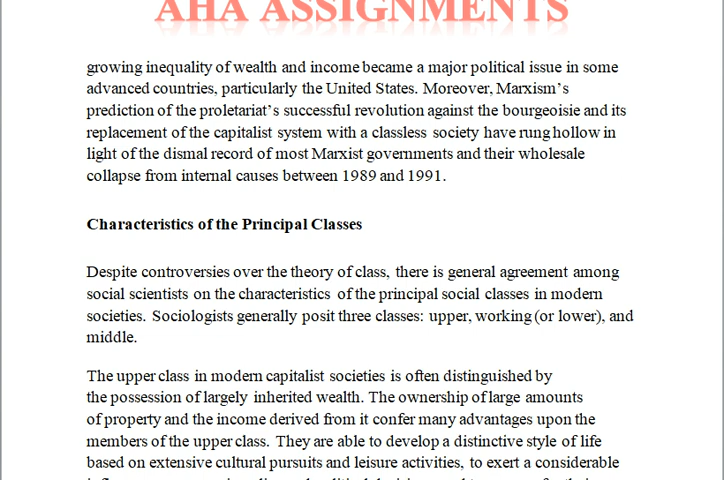 AHA ASSIGNMENTS
growing inequality of wealth and income became a major political issue in some
advanced countries, particularly the United States. Moreover, Marxism's
prediction of the proletariat's successful revolution against the bourgeoisie and its
replacement of the capitalist system with a classless society have rung hollow in
light of the dismal record of most Marxist governments and their wholesale
collapse from internal causes between 1989 and 1991.
Characteristics of the Principal Classes
Despite controversies over the theory of class, there is general agreement among
social scientists on the characteristics of the principal social classes in modern
societies. Sociologists generally posit three classes: upper, working (or lower), and
middle.
The upper class in modern capitalist societies is often distinguished by
the possession of largely inherited wealth. The ownership of large amounts
of property and the income derived from it confer many advantages upon the
members of the upper class. They are able to develop a distinctive style of life
based on extensive cultural pursuits and leisure activities, to exert a considerable